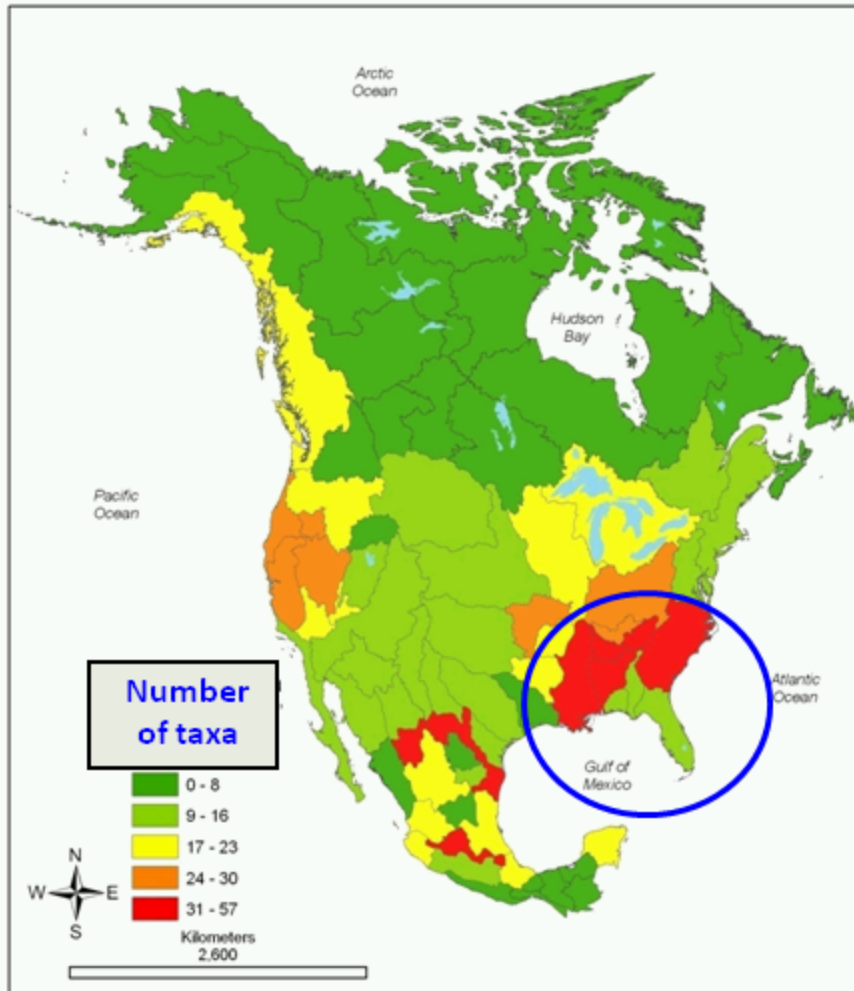 Arctic
Ocean
Hudson
Bay
Pacific
Ocean
Atlantic
Ocean
Gulf of
Mexico
Number
of taxa
0 - 8
9 - 16
17 - 23
24 - 30
31 - 57
N
W E
S
Kilometers
2,600